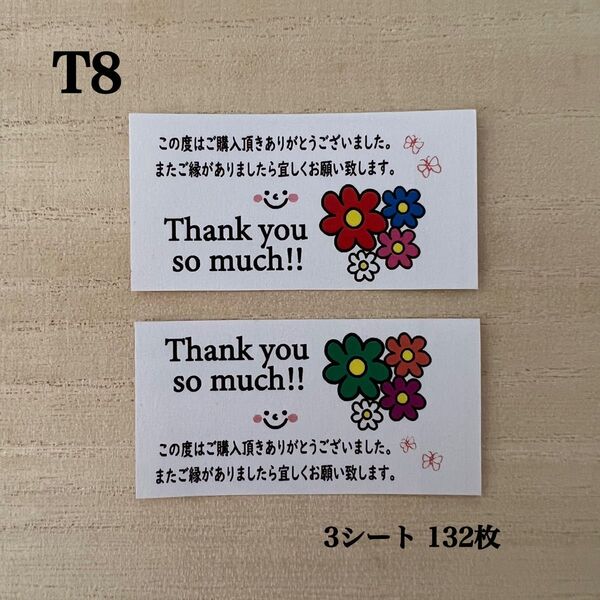 T8
この度はご購入頂きありがとうございました。
またご縁がありましたら宜しくお願い致します。
Thank you
so much!!
Thank you
so much!!
この度はご購入頂きありがとうございました。
またご縁がありましたら宜しくお願い致します。
3シート 132枚